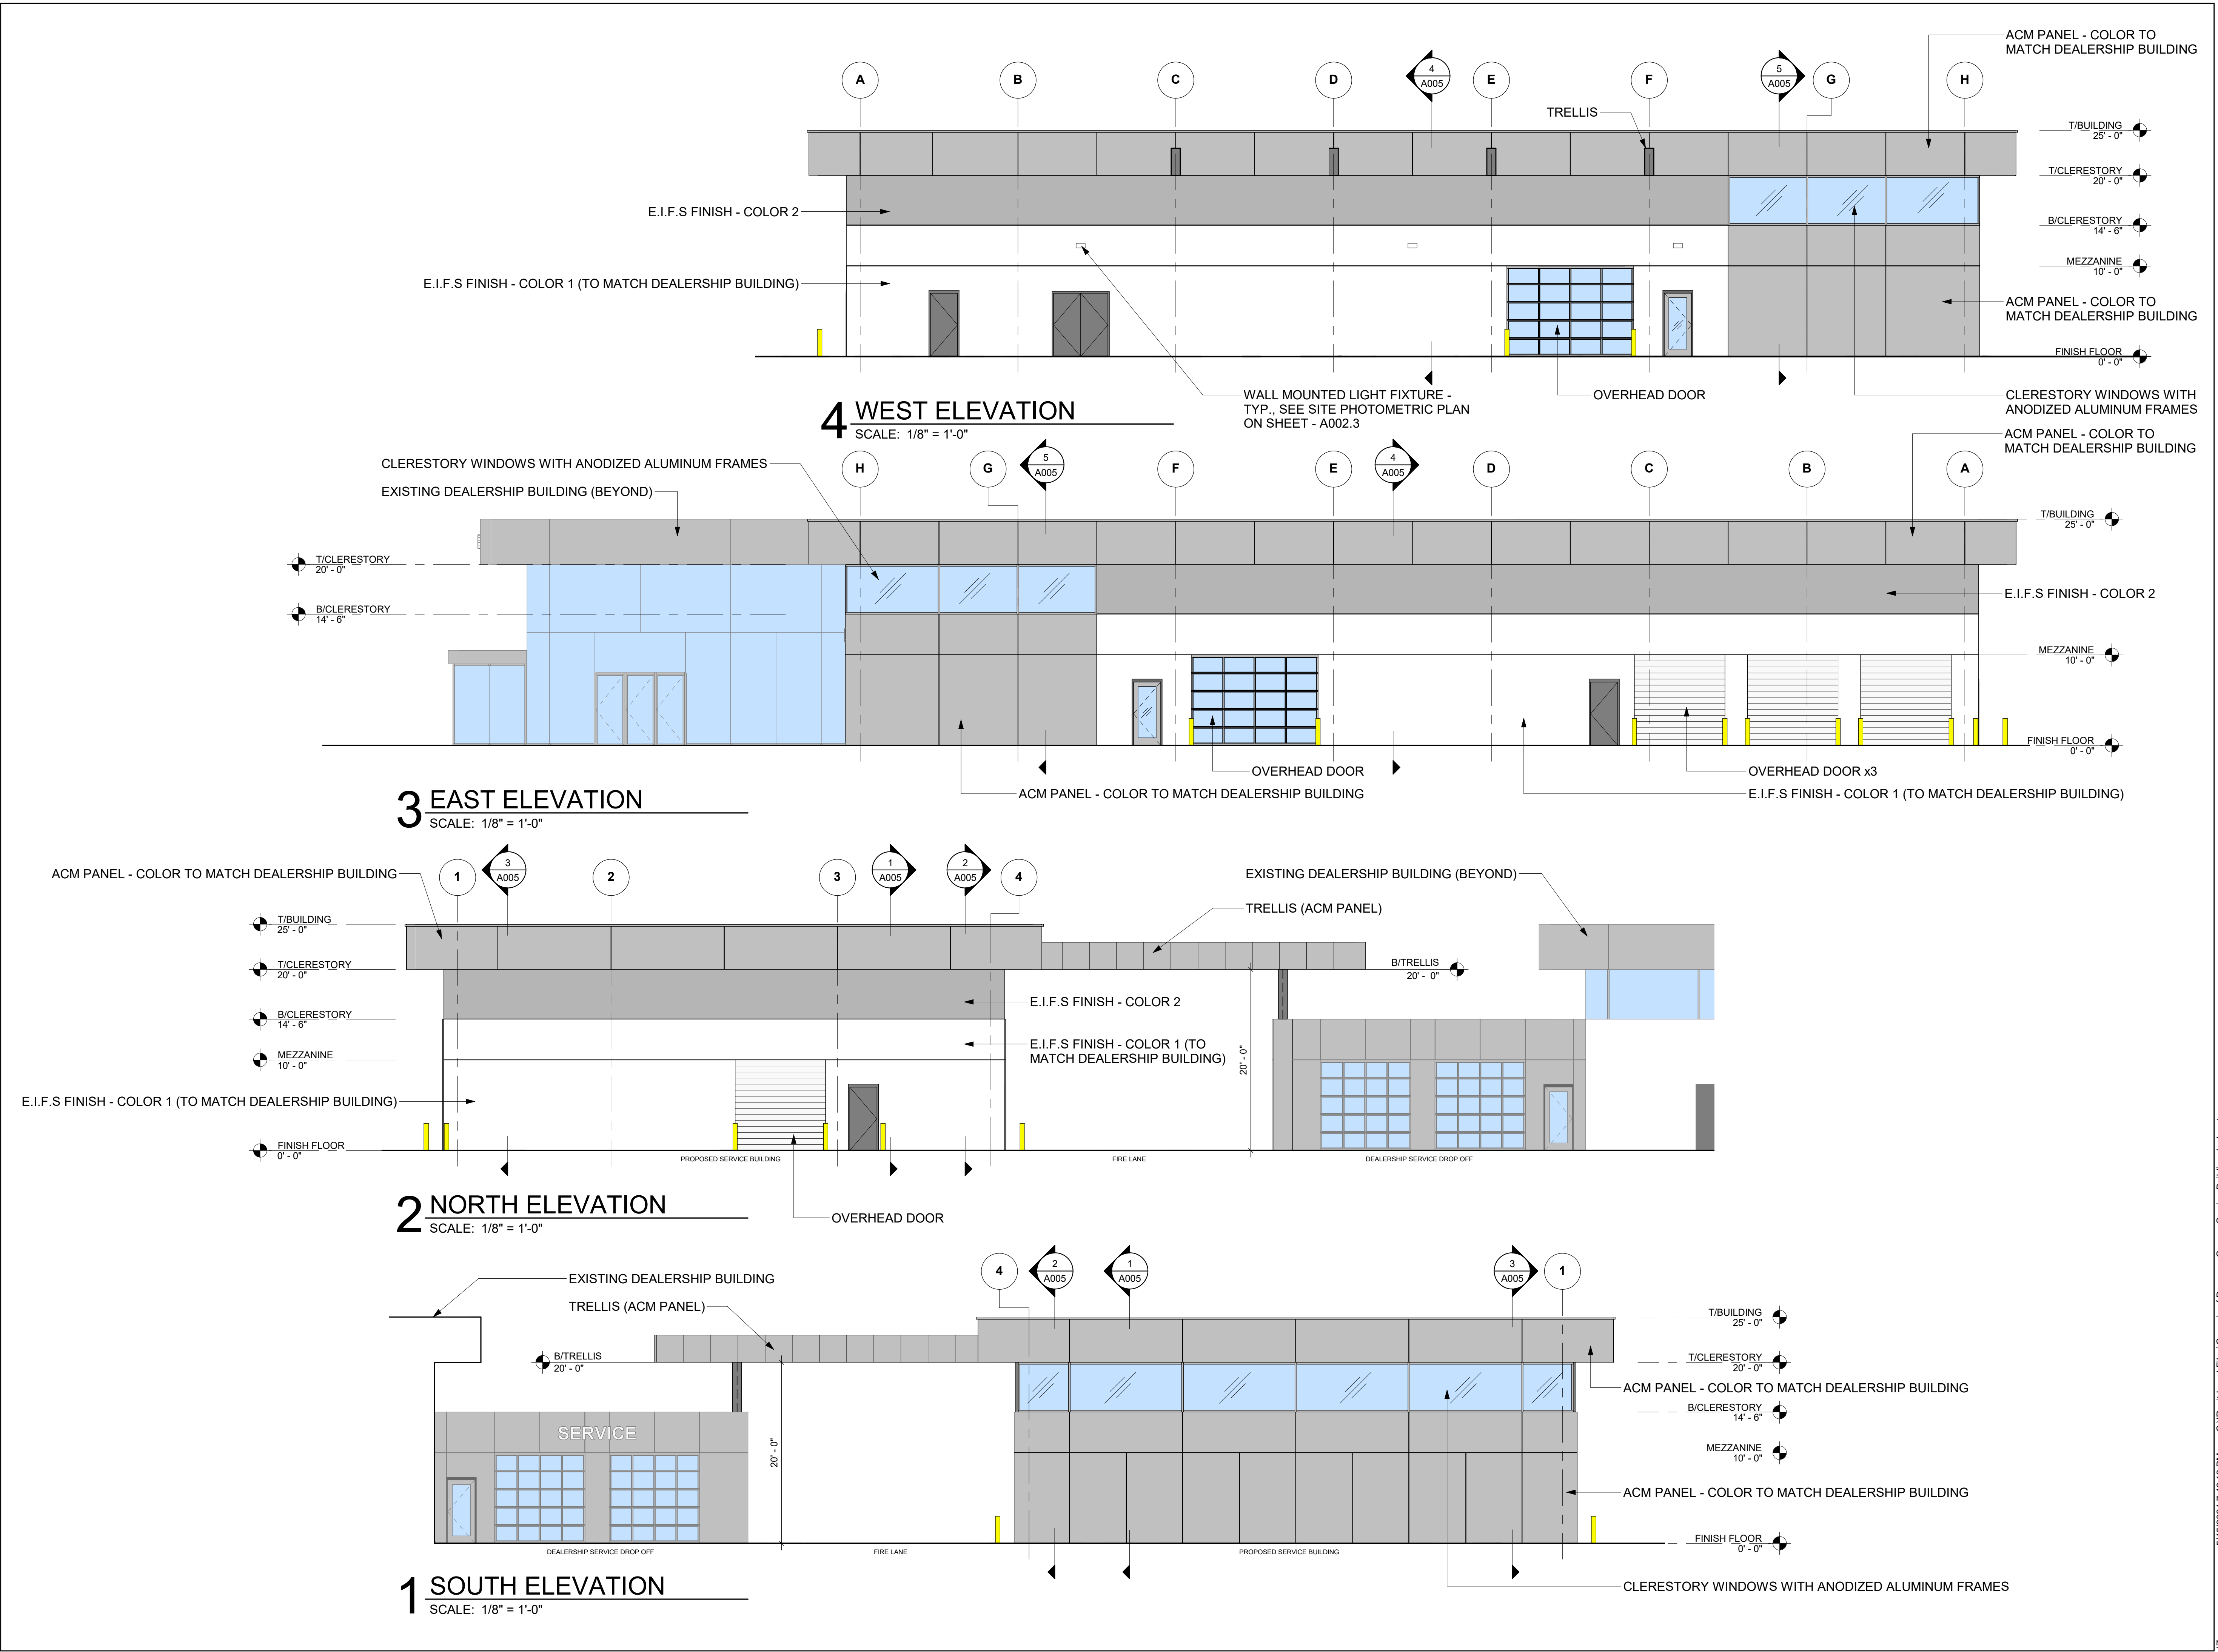 ACM PANEL - COLOR TO
MATCH DEALERSHIP BUILDING
A
B
C
D
4
A005
E
F
5
A005
G
H
TRELLIS
T/BUILDING
25' - 0"
T/CLERESTORY
20' - 0"
E.I.F.S FINISH - COLOR 2
B/CLERESTORY
14' - 6"
MEZZANINE
10' - 0"
E.I.F.S FINISH - COLOR 1 (TO MATCH DEALERSHIP BUILDING)
ACM PANEL - COLOR TO
MATCH DEALERSHIP BUILDING
FINISH FLOOR
0' - 0"
WALL MOUNTED LIGHT FIXTURE -
TYP., SEE SITE PHOTOMETRIC PLAN
ON SHEET - A002.3
OVERHEAD DOOR
CLERESTORY WINDOWS WITH
ANODIZED ALUMINUM FRAMES
4
WEST ELEVATION
SCALE: 1/8" = 1'-0"
ACM PANEL - COLOR TO
MATCH DEALERSHIP BUILDING
CLERESTORY WINDOWS WITH ANODIZED ALUMINUM FRAMES
EXISTING DEALERSHIP BUILDING (BEYOND)
H
G
5
A005
F
E
4
A005
D
C
B
A
T/BUILDING
25' - 0"
T/CLERESTORY
20' - 0"
B/CLERESTORY
14' - 6"
E.I.F.S FINISH - COLOR 2
MEZZANINE
10' - 0"
FINISH FLOOR
0' - 0"
OVERHEAD DOOR
OVERHEAD DOOR x3
ACM PANEL - COLOR TO MATCH DEALERSHIP BUILDING
E.I.F.S FINISH - COLOR 1 (TO MATCH DEALERSHIP BUILDING)
3
EAST ELEVATION
SCALE: 1/8" = 1'-0"
ACM PANEL - COLOR TO MATCH DEALERSHIP BUILDING
1
3
A005
2
3
1
A005
2
A005
4
EXISTING DEALERSHIP BUILDING (BEYOND)
TRELLIS (ACM PANEL)
T/BUILDING
25' - 0"
T/CLERESTORY
20' - 0"
B/TRELLIS
20' - 0"
E.I.F.S FINISH - COLOR 2
B/CLERESTORY
14' - 6"
E.I.F.S FINISH - COLOR 1 (TO
MATCH DEALERSHIP BUILDING)
MEZZANINE
10' - 0"
20' - 0"
E.I.F.S FINISH - COLOR 1 (TO MATCH DEALERSHIP BUILDING)
FINISH FLOOR
0' - 0"
PROPOSED SERVICE BUILDING
FIRE LANE
DEALERSHIP SERVICE DROP OFF
2
NORTH ELEVATION
SCALE: 1/8" = 1'-0"
OVERHEAD DOOR
EXISTING DEALERSHIP BUILDING
TRELLIS (ACM PANEL)
4
2
A005
1
A005
3
A005
1
T/BUILDING
25' - 0"
B/TRELLIS
20' - 0"
T/CLERESTORY
20' - 0"
ACM PANEL - COLOR TO MATCH DEALERSHIP BUILDING
B/CLERESTORY
14' - 6"
SERVICE
20' - 0"
MEZZANINE
10' - 0"
ACM PANEL - COLOR TO MATCH DEALERSHIP BUILDING
FINISH FLOOR
0' - 0"
DEALERSHIP SERVICE DROP OFF
FIRE LANE
PROPOSED SERVICE BUILDING
CLERESTORY WINDOWS WITH ANODIZED ALUMINUM FRAMES
1
SOUTH ELEVATION
SCALE: 1/8" = 1'-0"